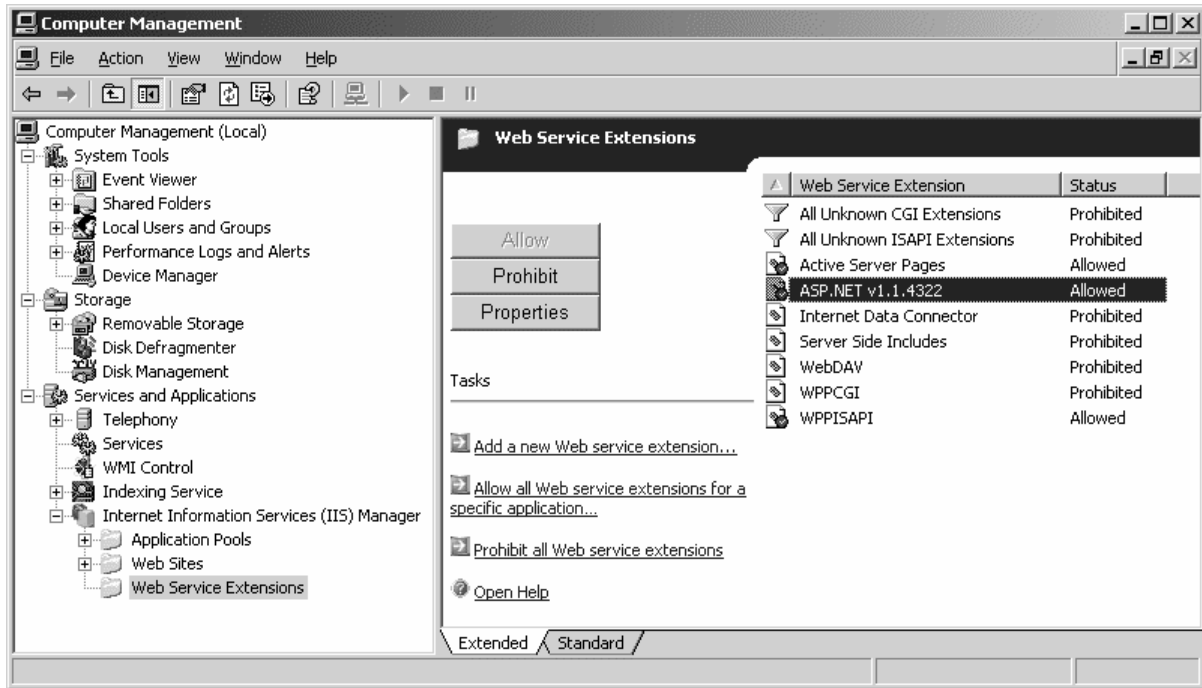 Computer Management
File Action View Window Help
Computer Management (Local)
System Tools
Event Viewer
Shared Folders
Local Users and Groups
Performance Logs and Alerts
Device Manager
Storage
Removable Storage
Disk Defragmenter
Disk Management
Services and Applications
Telephony
Services
WMI Control
Indexing Service
Internet Information Services (IIS) Manager
Application Pools
Web Sites
Web Service Extensions
Web Service Extensions
Allow
Prohibit
Properties
Tasks
Add a new Web service extension...
Allow all Web service extensions for a
specific application...
Prohibit all Web service extensions
Open Help
Web Service Extension Status
All Unknown CGI Extensions Prohibited
All Unknown ISAPI Extensions Prohibited
Active Server Pages Allowed
ASP.NET v1.1.4322 Allowed
Internet Data Connector Prohibited
Server Side Includes Prohibited
WebDAV Prohibited
WPPCGI Prohibited
WPPISAPI Allowed
Extended Standard